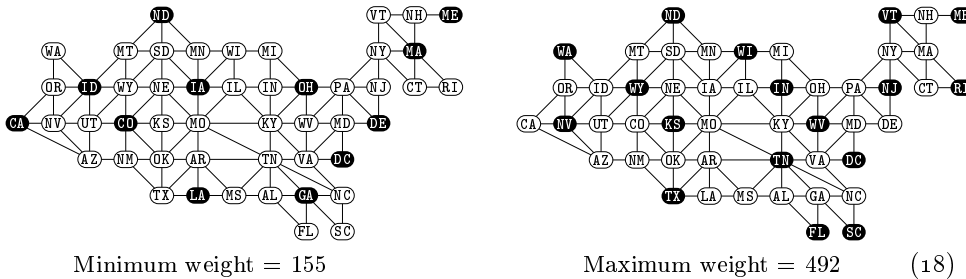 ND VT NH ME
WA MT SD MN WI MI NY MA
OR ID WY NE IA IL IN OH PA NJ CT RI
CA NV UT CO KS MO KY WV MD DE
AZ NM OK AR TN VA DC
TX LA MS AL GA NC
FL SC
Minimum weight = 155
ND VT NH ME
WA MT SD MN WI MI NY MA
OR ID WY NE IA IL IN OH PA NJ CT RI
CA NV UT CO KS MO KY WV MD DE
AZ NM OK AR TN VA DC
TX LA MS AL GA NC
FL SC
Maximum weight = 492 (18)